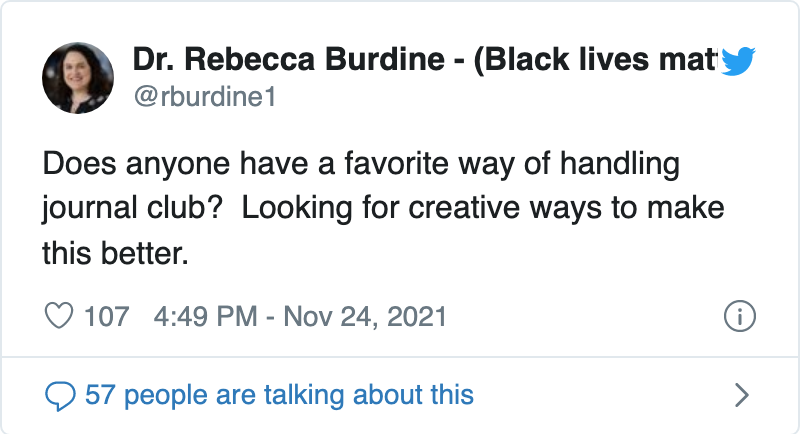 Dr. Rebecca Burdine - (Black lives mat
@rburdine1
Does anyone have a favorite way of handling
journal club?  Looking for creative ways to make
this better.
107 4:49 PM - Nov 24, 2021
57 people are talking about this